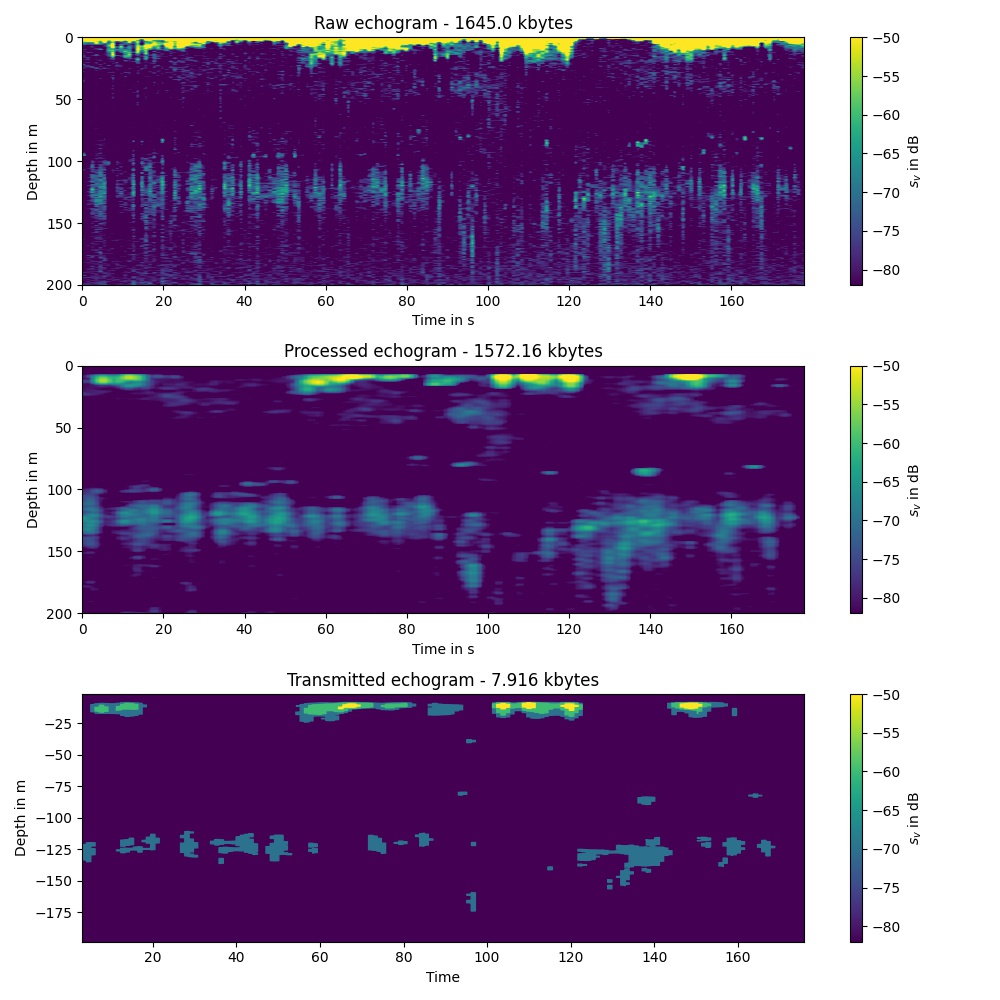 Raw echogram - 1645.0 kbytes
0
50
100
150
200
Depth in m
0 20 40 60 80 100 120 140 160
Time in s
−50
−55
−60
−65
−70
−75
−80
sv in dB
Processed echogram - 1572.16 kbytes
0
50
100
150
200
Depth in m
0 20 40 60 80 100 120 140 160
Time in s
−50
−55
−60
−65
−70
−75
−80
sv in dB
Transmitted echogram - 7.916 kbytes
−25
−50
−75
−100
−125
−150
−175
Depth in m
20 40 60 80 100 120 140 160
Time
−50
−55
−60
−65
−70
−75
−80
sv in dB